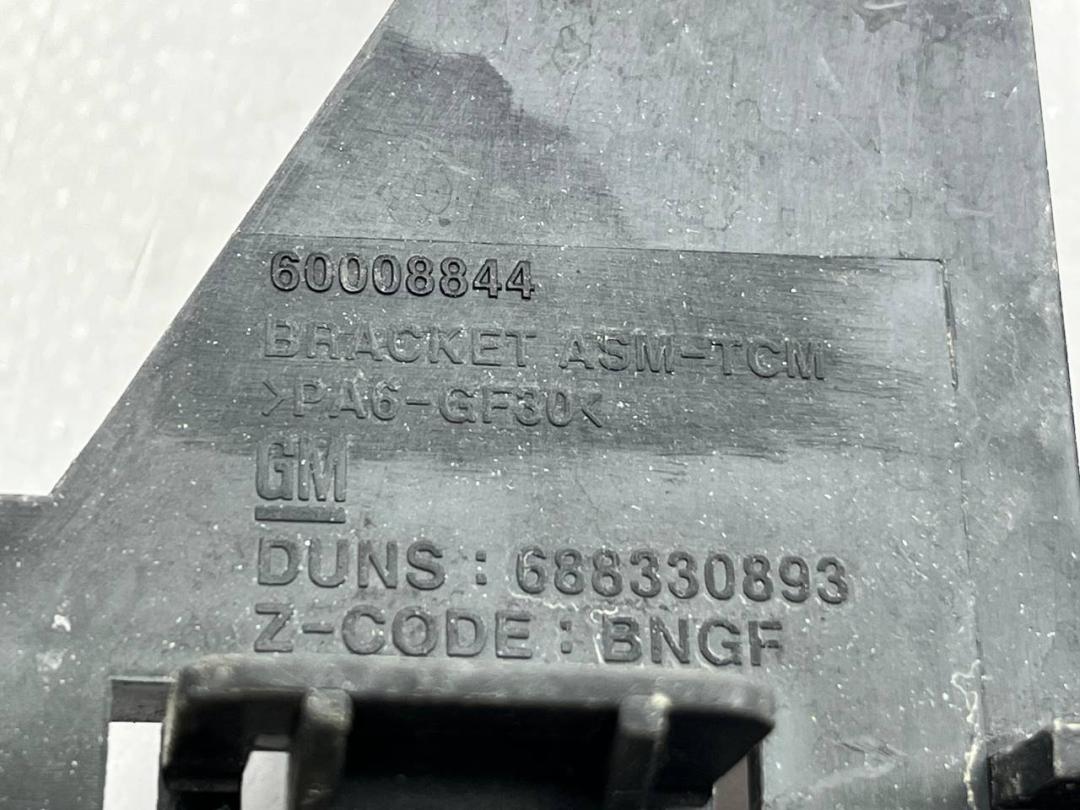 60008844
BRACKET ASM-TCM
>PA6-GF30<
GM
DUNS : 688330893
Z-CODE : BNGF